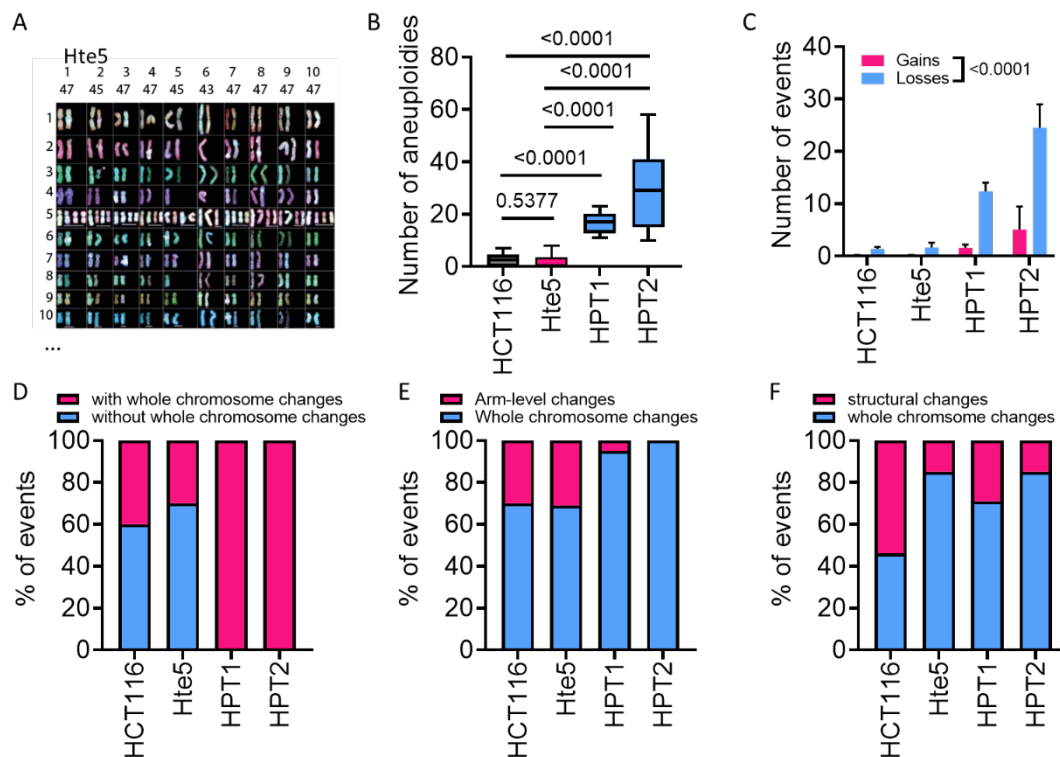 A
Hte5
1 2 3 4 5 6 7 8 9 10
47 45 47 47 45 43 47 47 47 47
1
2
3
4
5
6
7
8
9
10
...
B
Number of aneuploidies
80
60
40
20
0
<0.0001
<0.0001
<0.0001
<0.0001
0.5377
HCT116
Hte5
HPT1
HPT2
C
Number of events
40
30
20
10
0
Gains
Losses
<0.0001
HCT116
Hte5
HPT1
HPT2
D
with whole chromosome changes
without whole chromosome changes
% of events
100
80
60
40
20
0
HCT116
Hte5
HPT1
HPT2
E
Arm-level changes
Whole chromosome changes
% of events
100
80
60
40
20
0
HCT116
Hte5
HPT1
HPT2
F
structural changes
whole chromsome changes
% of events
100
80
60
40
20
0
HCT116
Hte5
HPT1
HPT2